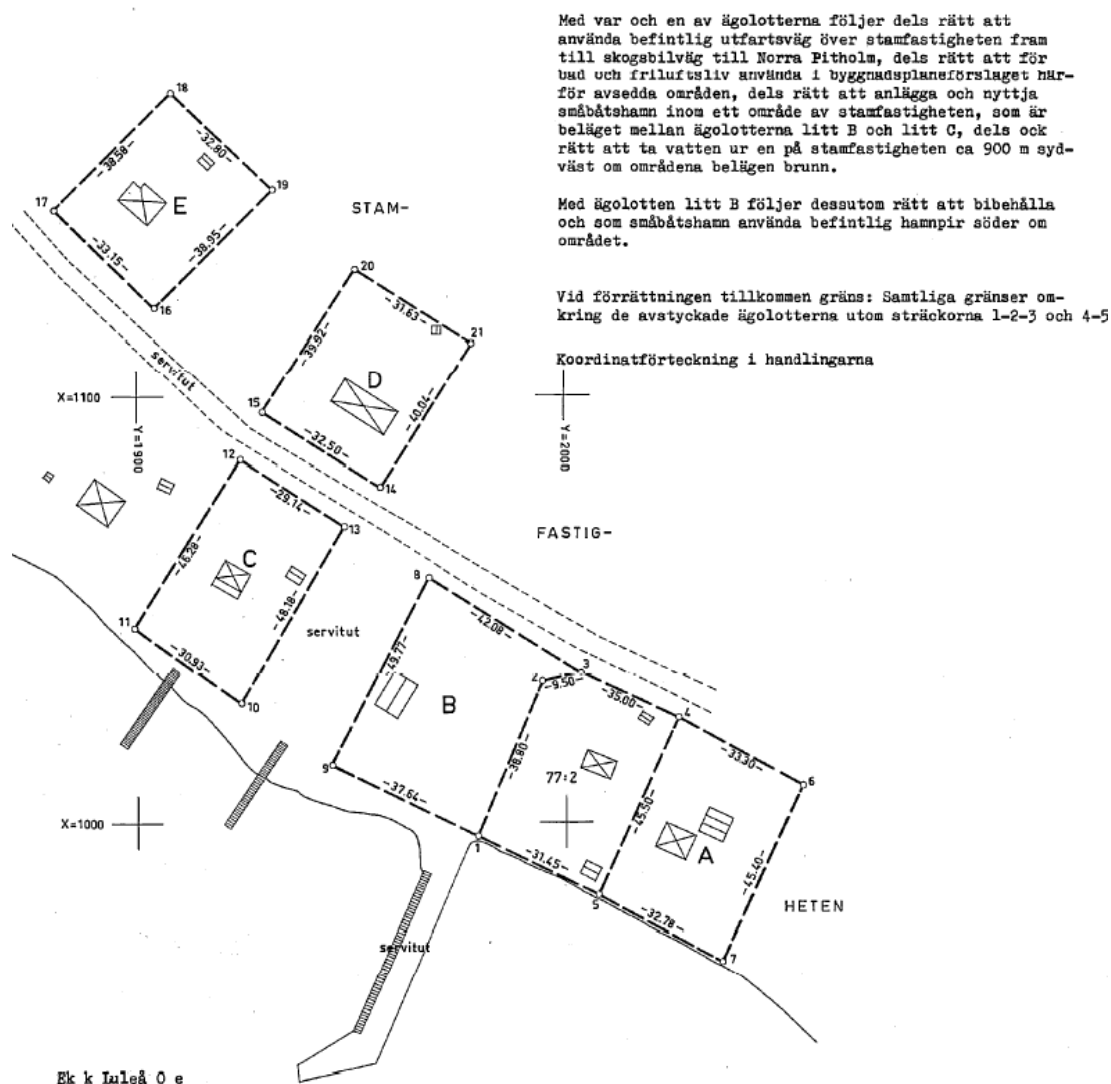 Med var och en av ägolotterna följer dels rätt att
använda befintlig utfartsväg över stamfastigheten fram
till skogsbilväg till Norra Pitholm, dels rätt att för
bad och friluftsliv använda i byggnadsplaneförslaget här-
för avsedda områden, dels rätt att anlägga och nyttja
småbåtshamn inom ett område av stamfastigheten, som är
beläget mellan ägolotterna litt B och litt C, dels ock
rätt att ta vatten ur en på stamfastigheten ca 900 m syd-
väst om områdena belägen brunn.
Med ägolotten litt B följer dessutom rätt att bibehålla
och som småbåtshamn använda befintlig hamnpir söder om
området.
Vid förrättningen tillkommen gräns: Samtliga gränser om-
kring de avstyckade ägolotterna utom sträckorna 1-2-3 och 4-5
Koordinatförteckning i handlingarna
18
-38.58-
-32.80-
19
17
E
STAM-
-33.15-
-38.95-
16
20
-31.63-
21
servitut
-39.92-
D
X=1100
15
-40.04-
Y=1900
Y=2000
-32.50-
12
14
-29.14-
13
FASTIG-
-46.28-
C
8
-48.18-
11
servitut
-42.08-
-30.93-
-49.77-
3
-9.50-
-35.00-
4
10
B
4
-33.30-
9
-38.80-
77:2
6
X=1000
-37.64-
-45.50-
A
1
-45.40-
-31.45-
5
-32.78-
HETEN
servitut
7
Ek k Luleå O e